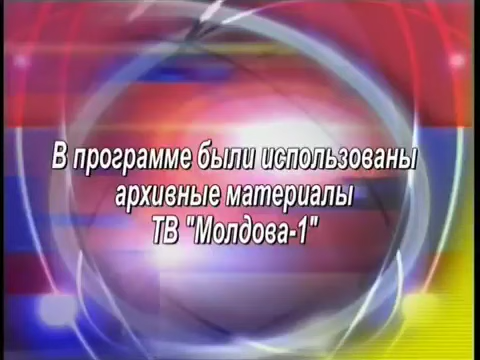 В программе были использованы
архивные материалы
ТВ "Молдова-1"